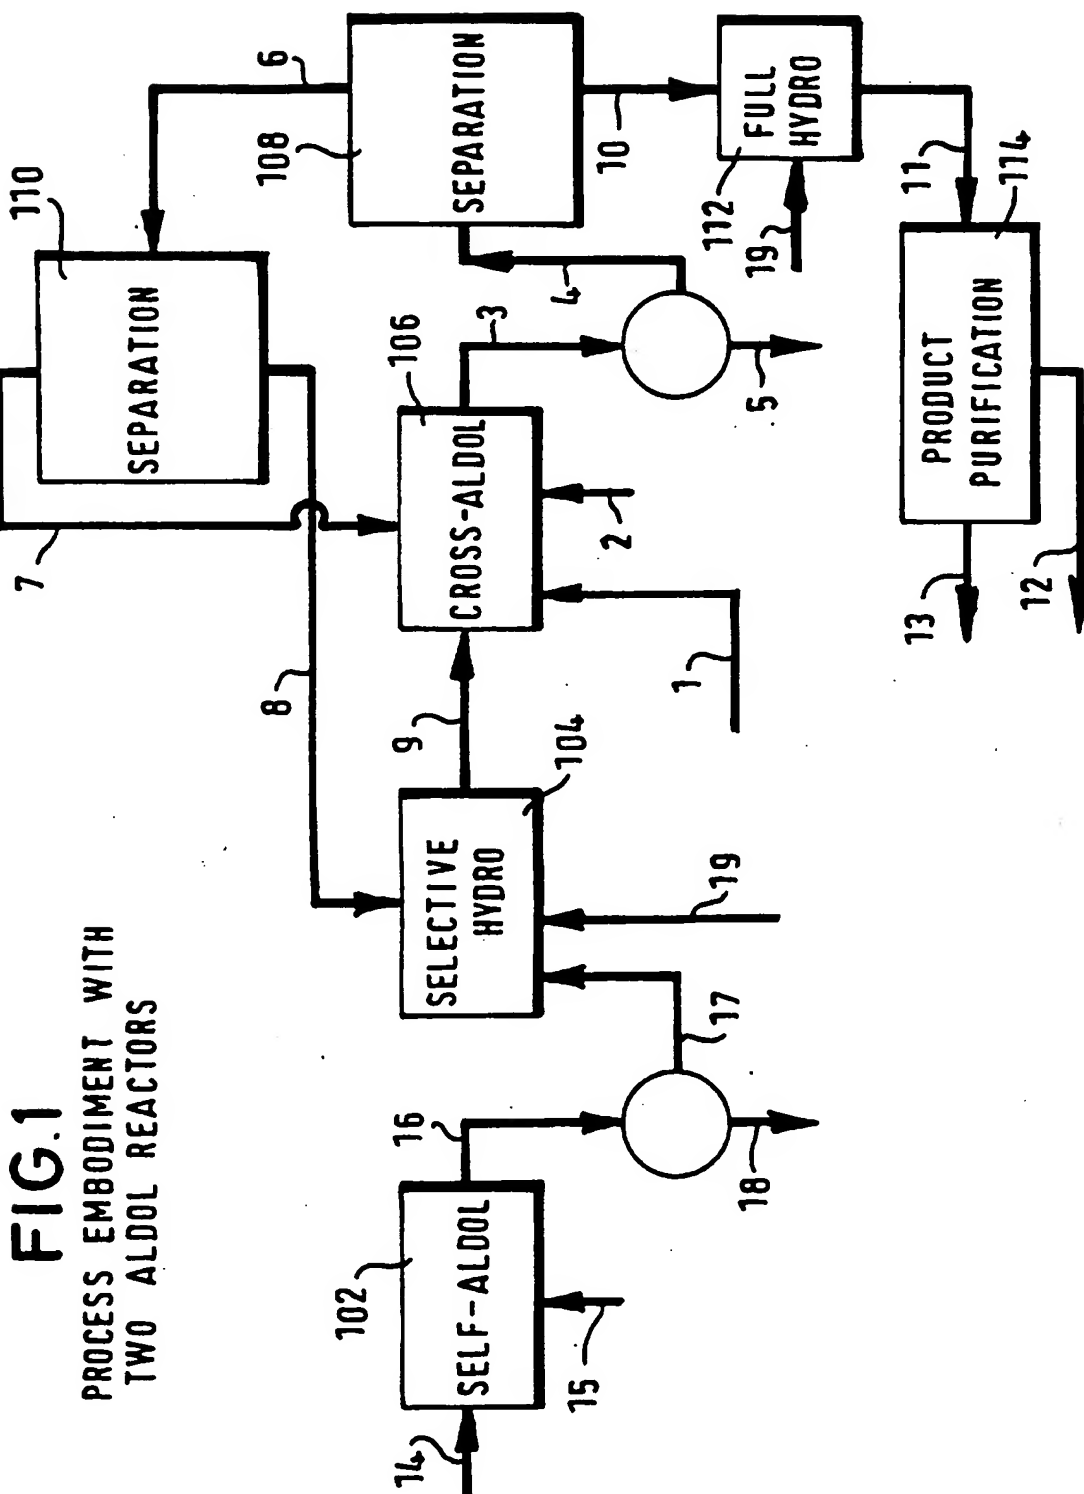 FIG.1
PROCESS EMBODIMENT WITH
TWO ALDOL REACTORS
14
102
SELF-ALDOL
15
16
18
17
SELECTIVE
HYDRO
104
19
8
9
7
110
SEPARATION
CROSS-ALDOL
106
1
2
3
5
4
6
108
SEPARATION
10
FULL
HYDRO
112
19
11
114
PRODUCT
PURIFICATION
13
12